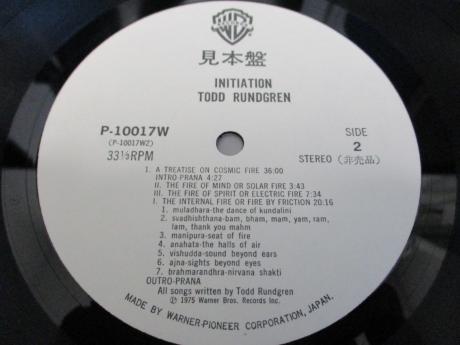 見本盤
INITIATION
TODD RUNDGREN
P-10017W
(P-10017W2)
33⅓RPM
SIDE
2
STEREO (非売品)
1. A TREATISE ON COSMIC FIRE 36:00
INTRO-PRANA 4:27
II. THE FIRE OF MIND OR SOLAR FIRE 3:43
III. THE FIRE OF SPIRIT OR ELECTRIC FIRE 7:34
I. THE INTERNAL FIRE OR FIRE BY FRICTION 20:16
1. muladhara-the dance of kundalini
2. svadhishthana-bam, bham, mam, yam, ram,
lam, thank you mahm
3. manipura-seat of fire
4. anahata-the halls of air
5. vishudda-sound beyond ears
6. ajna-sights beyond eyes
7. brahmarandhra-nirvana shakti
OUTRO-PRANA
All songs written by Todd Rundgren
Ⓟ 1975 Warner Bros. Records Inc.
MADE BY WARNER-PIONEER CORPORATION, JAPAN.